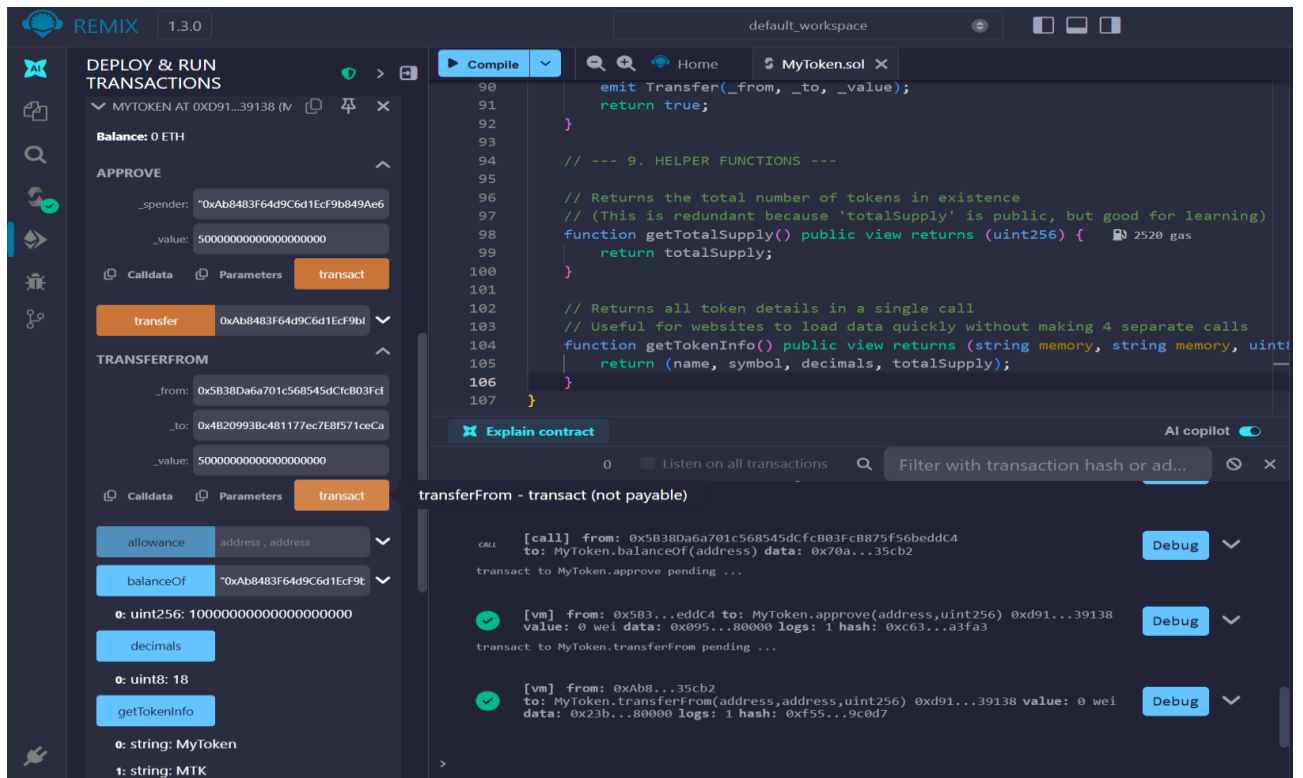 REMIX 1.3.0
default_workspace
AI
DEPLOY & RUN
TRANSACTIONS
MYTOKEN AT 0XD91...39138 (M
Balance: 0 ETH
APPROVE
_spender: "0xAb8483F64d9C6d1EcF9b849Ae6
_value: 5000000000000000000
Calldata Parameters transact
transfer 0xAb8483F64d9C6d1EcF9bl
TRANSFERFROM
_from: 0x5B38Da6a701c568545dCfcB03FcE
_to: 0x4B20993Bc481177ec7E8f571ceCa
_value: 5000000000000000000
Calldata Parameters transact
transferFrom - transact (not payable)
allowance address , address
balanceOf "0xAb8483F64d9C6d1EcF9b
0: uint256: 10000000000000000000
decimals
0: uint8: 18
getTokenInfo
0: string: MyToken
1: string: MTK
Compile Home MyToken.sol
90 emit Transfer(_from, _to, _value);
91 return true;
92 }
93
94 // --- 9. HELPER FUNCTIONS ---
95
96 // Returns the total number of tokens in existence
97 // (This is redundant because 'totalSupply' is public, but good for learning)
98 function getTotalSupply() public view returns (uint256) { 2520 gas
99 return totalSupply;
100 }
101
102 // Returns all token details in a single call
103 // Useful for websites to load data quickly without making 4 separate calls
104 function getTokenInfo() public view returns (string memory, string memory, uint8
105 return (name, symbol, decimals, totalSupply);
106 }
107 }
Explain contract AI copilot
0 Listen on all transactions Filter with transaction hash or ad...
CALL [call] from: 0x5B38Da6a701c568545dCfcB03FcB875f56beddC4
to: MyToken.balanceOf(address) data: 0x70a...35cb2
Debug
transact to MyToken.approve pending ...
[vm] from: 0x5B3...eddC4 to: MyToken.approve(address,uint256) 0xd91...39138
value: 0 wei data: 0x095...80000 logs: 1 hash: 0xc63...a3fa3
Debug
transact to MyToken.transferFrom pending ...
[vm] from: 0xAb8...35cb2
to: MyToken.transferFrom(address,address,uint256) 0xd91...39138 value: 0 wei
data: 0x23b...80000 logs: 1 hash: 0xf55...9c0d7
Debug
>